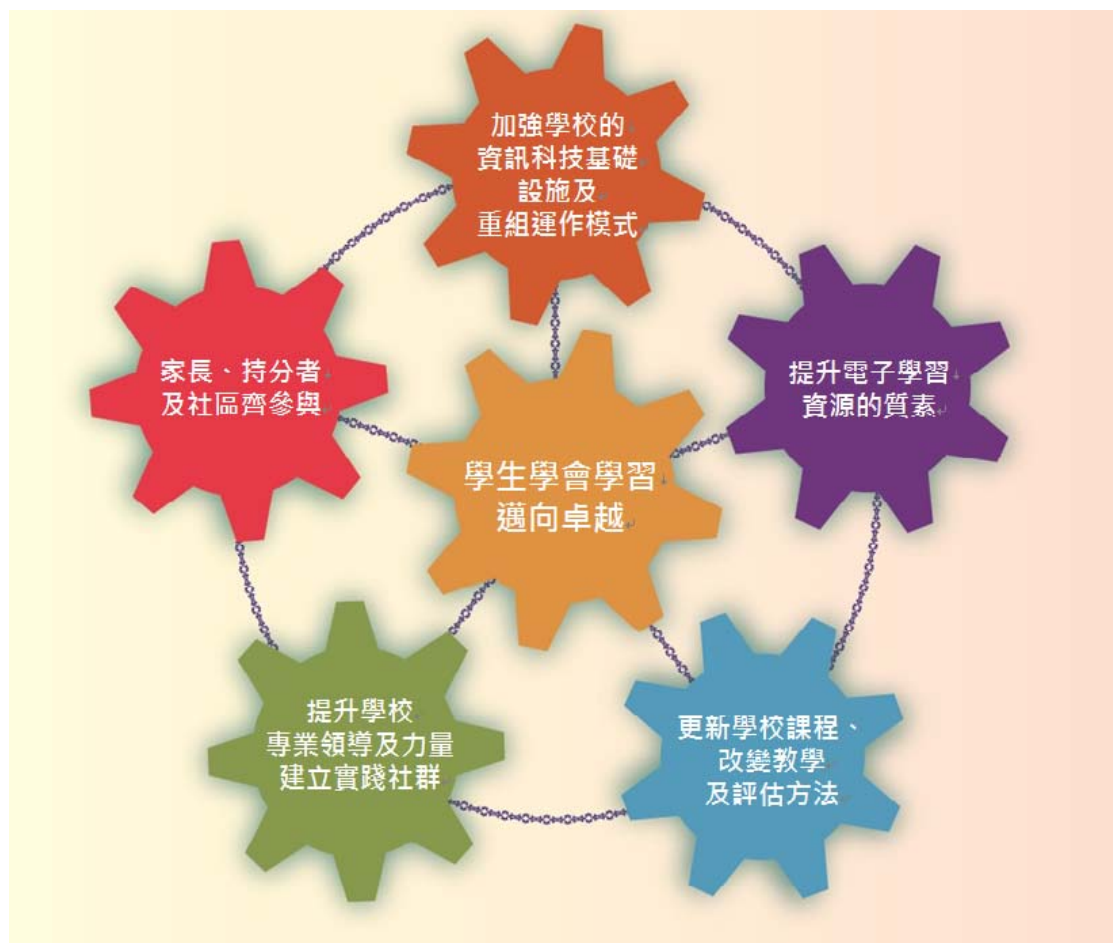 加強學校的
資訊科技基礎
設施及
重組運作模式
家長、持分者
及社區齊參與
提升電子學習
資源的質素
學生學會學習
邁向卓越
提升學校
專業領導及力量
建立實踐社群
更新學校課程、
改變教學
及評估方法